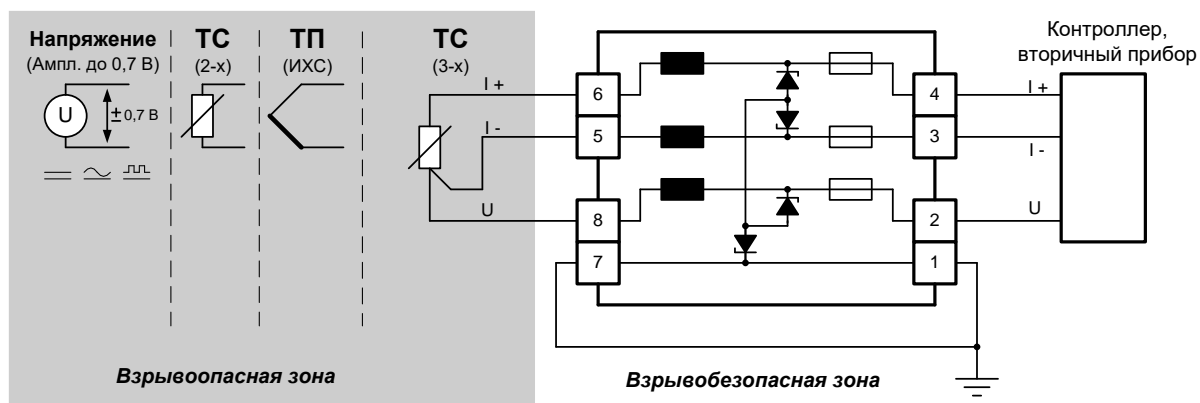 Напряжение
(Ампл. до 0,7 В)
U
± 0,7 В
ТС
(2-х)
ТП
(ИХС)
ТС
(3-х)
I +
I -
U
6
5
8
7
4
3
2
1
I +
I -
U
Контроллер,
вторичный прибор
Взрывоопасная зона
Взрывобезопасная зона